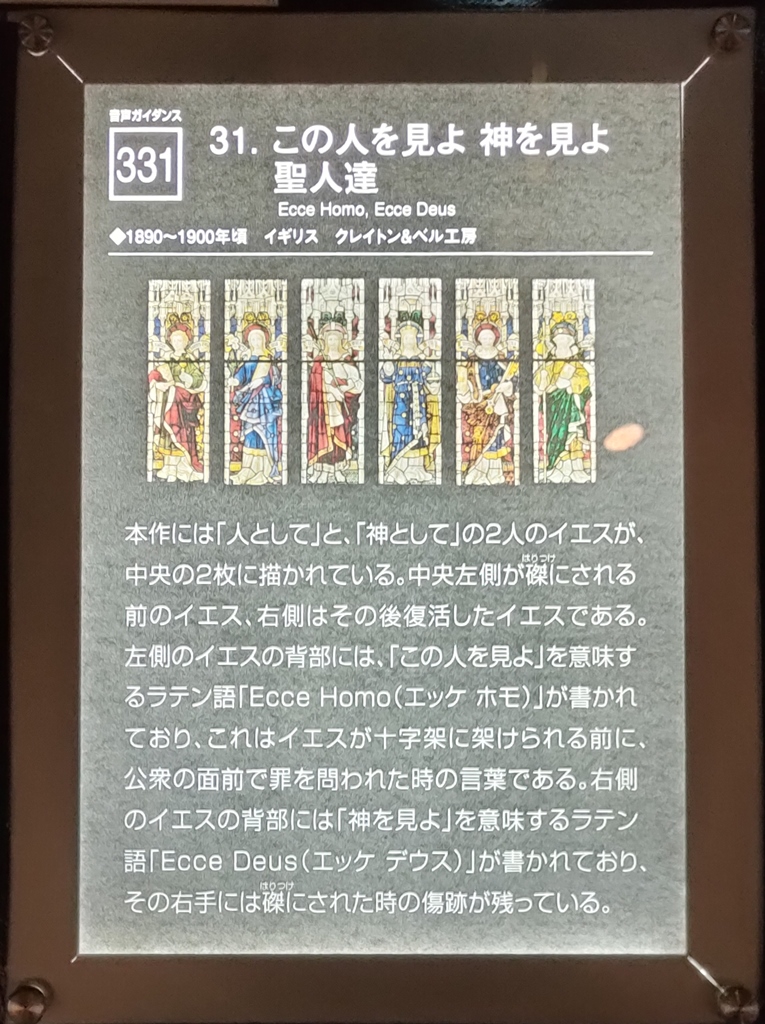 音声ガイダンス
331
31. この人を見よ 神を見よ
聖人達
Ecce Homo, Ecce Deus
◆1890〜1900年頃　イギリス　クレイトン&ベル工房
本作には「人として」と、「神として」の2人のイエスが、
中央の2枚に描かれている。中央左側が磔にされる
はりつけ
前のイエス、右側はその後復活したイエスである。
左側のイエスの背部には、「この人を見よ」を意味す
るラテン語「Ecce Homo（エッケ ホモ）」が書かれ
ており、これはイエスが十字架に架けられる前に、
公衆の面前で罪を問われた時の言葉である。右側
のイエスの背部には「神を見よ」を意味するラテン
語「Ecce Deus（エッケ デウス）」が書かれており、
はりつけ
その右手には磔にされた時の傷跡が残っている。